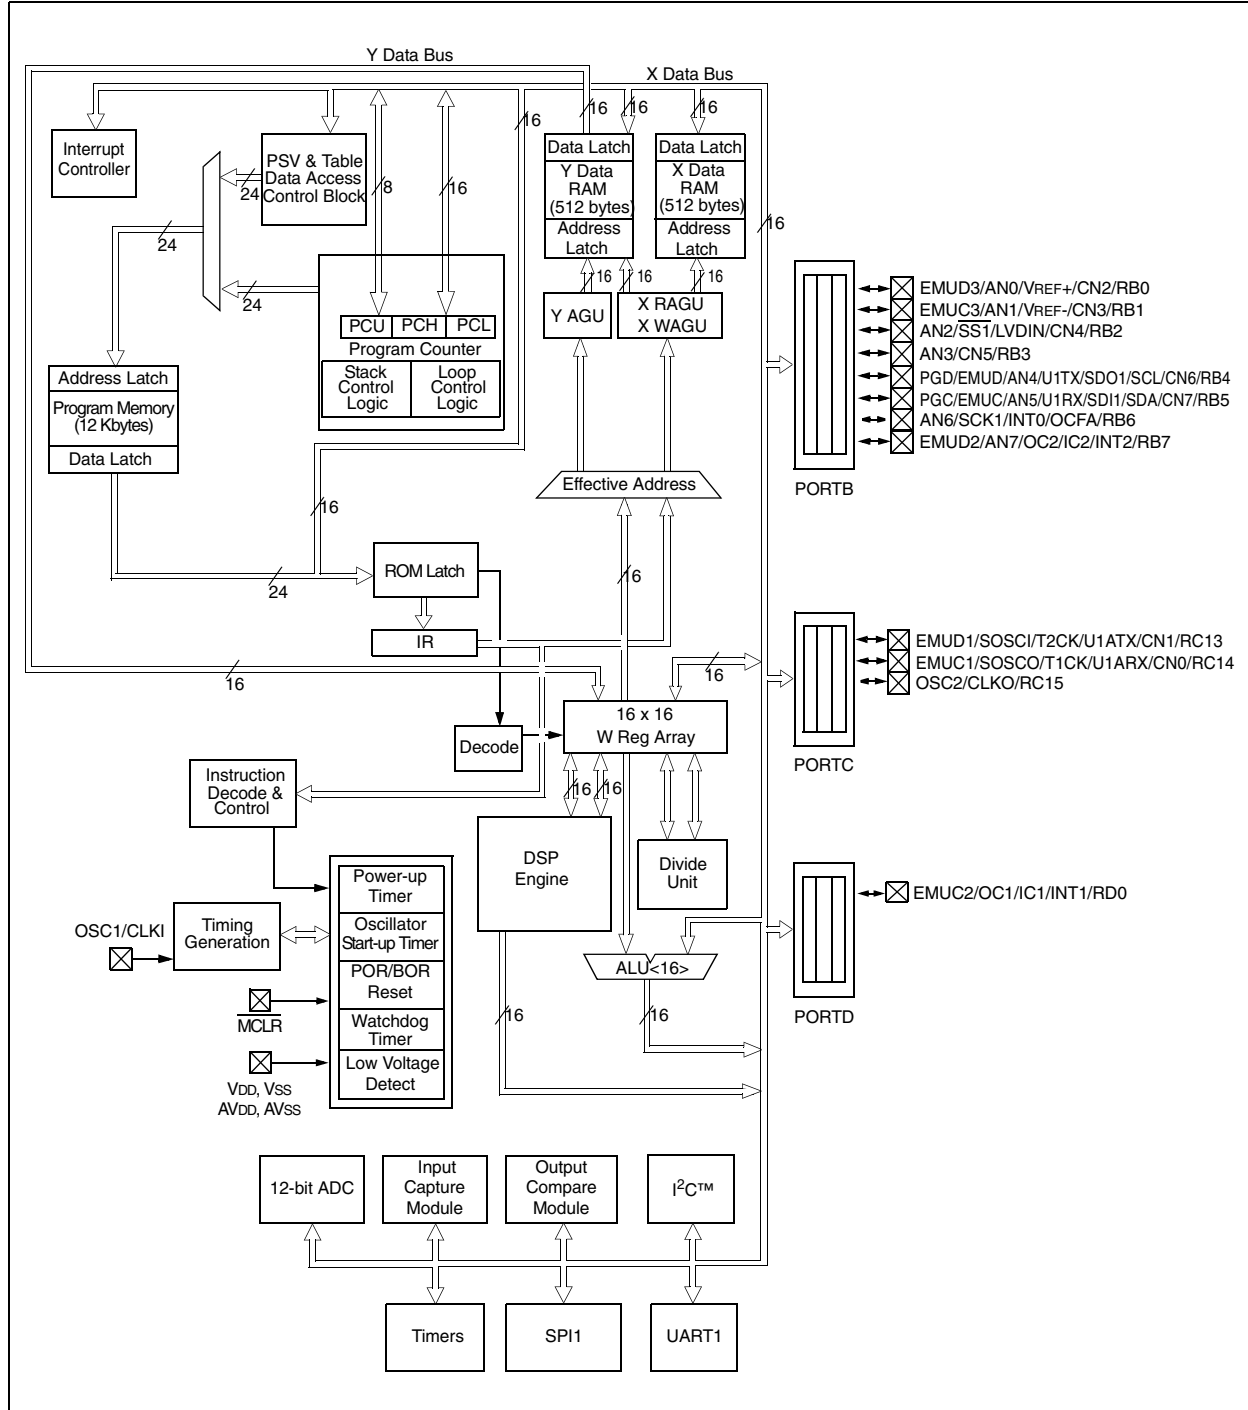 Y Data Bus
X Data Bus
16
16
16
16
Interrupt
Controller
PSV & Table
Data Access
Control Block
24
8
16
Data Latch
Y Data
RAM
(512 bytes)
Address
Latch
Data Latch
X Data
RAM
(512 bytes)
Address
Latch
16
24
24
16
16
16
Y AGU
X RAGU
X WAGU
PCU
PCH
PCL
Program Counter
Stack
Control
Logic
Loop
Control
Logic
Address Latch
Program Memory
(12 Kbytes)
Data Latch
EMUD3/AN0/VREF+/CN2/RB0
EMUC3/AN1/VREF-/CN3/RB1
AN2/SS1/LVDIN/CN4/RB2
AN3/CN5/RB3
PGD/EMUD/AN4/U1TX/SDO1/SCL/CN6/RB4
PGC/EMUC/AN5/U1RX/SDI1/SDA/CN7/RB5
AN6/SCK1/INT0/OCFA/RB6
EMUD2/AN7/OC2/IC2/INT2/RB7
PORTB
Effective Address
16
16
24
ROM Latch
IR
16
16
16 x 16
W Reg Array
Decode
EMUD1/SOSCI/T2CK/U1ATX/CN1/RC13
EMUC1/SOSCO/T1CK/U1ARX/CN0/RC14
OSC2/CLKO/RC15
PORTC
Instruction
Decode &
Control
16
16
DSP
Engine
Divide
Unit
Power-up
Timer
Oscillator
Start-up Timer
POR/BOR
Reset
Watchdog
Timer
Low Voltage
Detect
OSC1/CLKI
Timing
Generation
MCLR
VDD, VSS
AVDD, AVSS
EMUC2/OC1/IC1/INT1/RD0
PORTD
ALU<16>
16
16
12-bit ADC
Input
Capture
Module
Output
Compare
Module
I²C™
Timers
SPI1
UART1